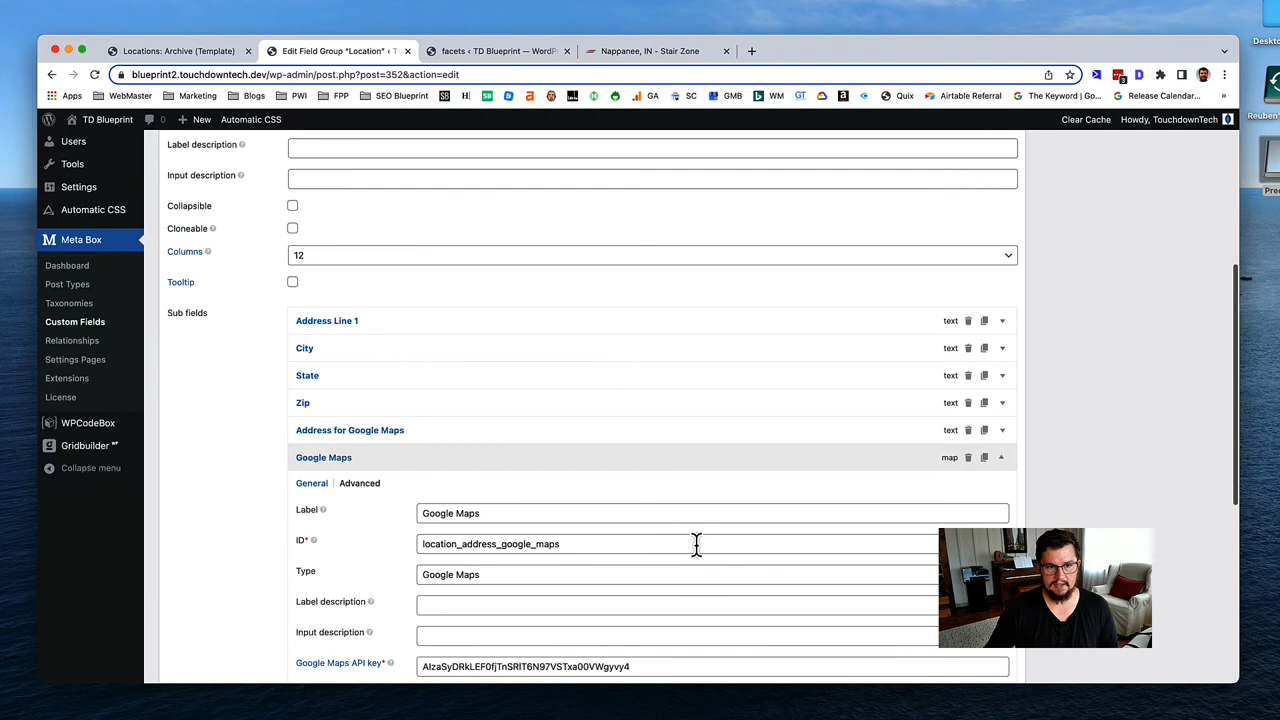 Locations: Archive (Template)
Edit Field Group "Location" ‹ T
facets ‹ TD Blueprint — WordP
Nappanee, IN - Stair Zone
Deskto
blueprint2.touchdowntech.dev/wp-admin/post.php?post=352&action=edit
Apps
WebMaster
Marketing
Blogs
PWI
FPP
SEO Blueprint
GA
SC
GMB
WM
GT
Quix
Airtable Referral
The Keyword | Go...
Release Calendar...
»
Reuben'
TD Blueprint
0
New
Automatic CSS
Clear Cache
Howdy, TouchdownTech
Users
Tools
Settings
Automatic CSS
Meta Box
Dashboard
Post Types
Taxonomies
Custom Fields
Relationships
Settings Pages
Extensions
License
WPCodeBox
Gridbuilder WP
Collapse menu
Label description
Input description
Collapsible
Cloneable
Columns
12
Tooltip
Sub fields
Address Line 1
text
City
text
State
text
Zip
text
Address for Google Maps
text
Google Maps
map
General
Advanced
Label
Google Maps
ID*
location_address_google_maps
Type
Google Maps
Label description
Input description
Google Maps API key*